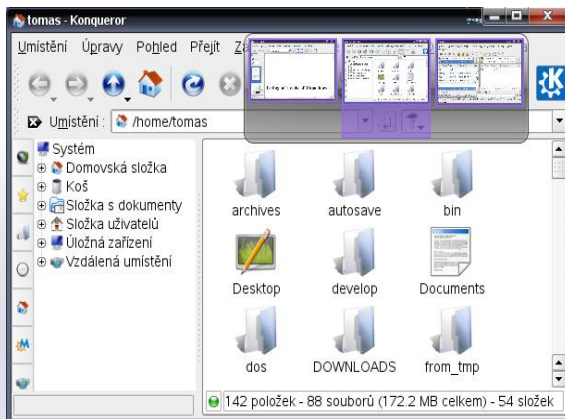 tomas - Konqueror
Umístění Úpravy Pohled Přejít
Umístění : /home/tomas
Systém
Domovská složka
Koš
Složka s dokumenty
Složka uživatelů
Úložná zařízení
Vzdálená umístění
archives autosave bin
Desktop develop Documents
dos DOWNLOADS from_tmp
142 položek - 88 souborů (172.2 MB celkem) - 54 složek